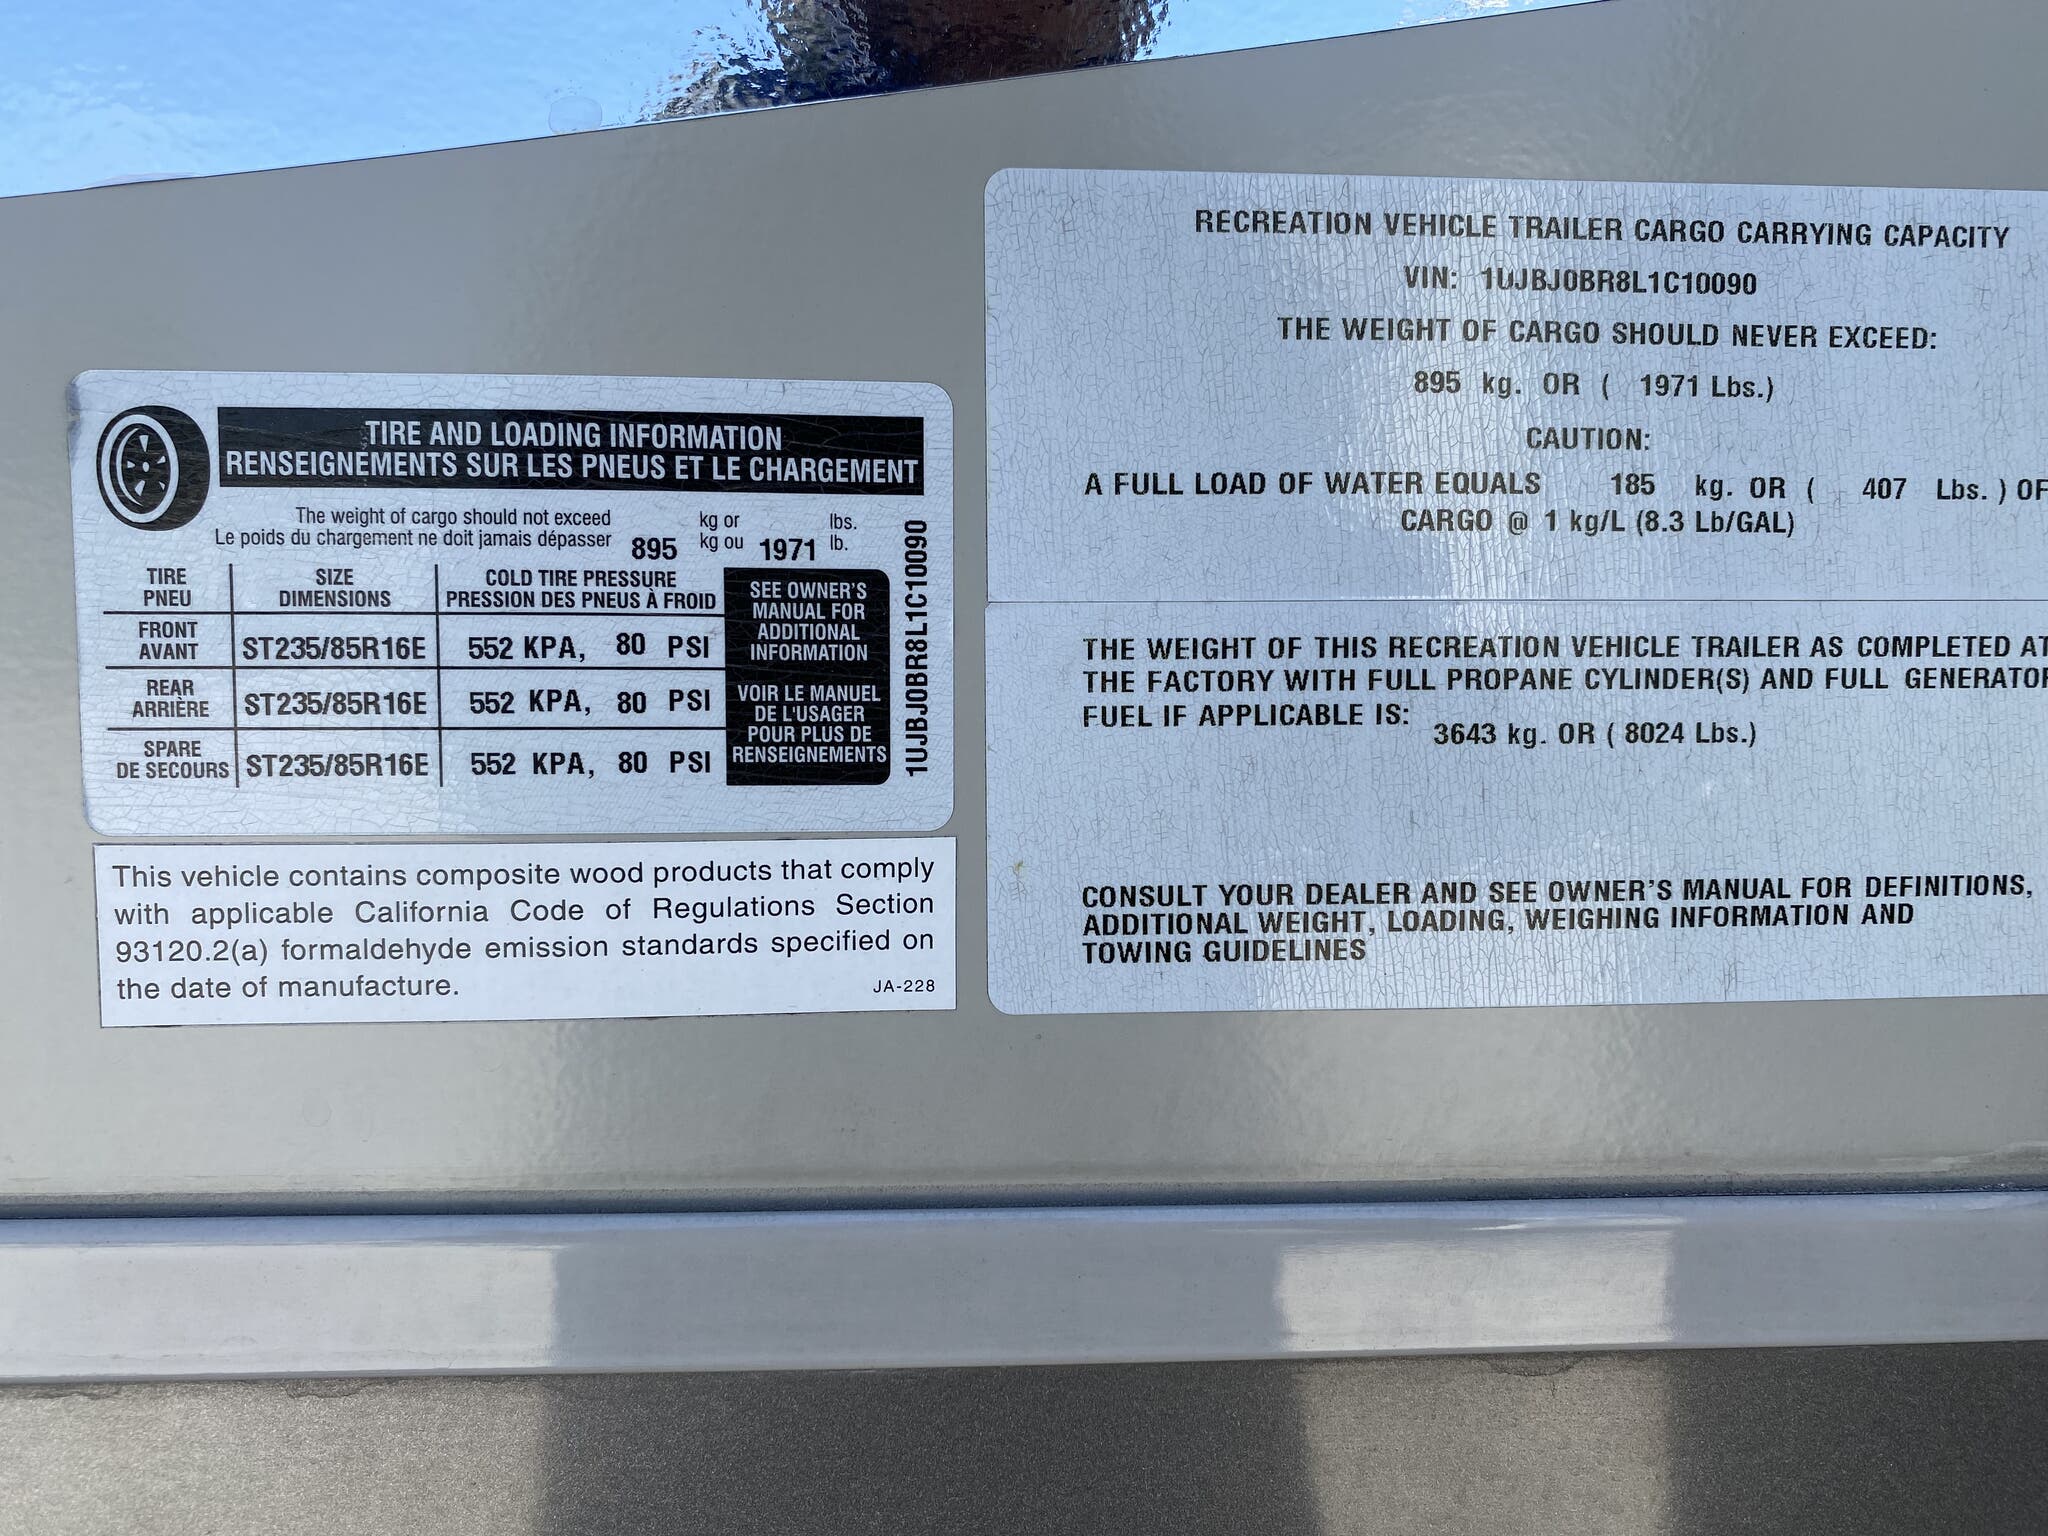 TIRE AND LOADING INFORMATION
RENSEIGNEMENTS SUR LES PNEUS ET LE CHARGEMENT
The weight of cargo should not exceed 895 kg or 1971 lbs.
Le poids du chargement ne doit jamais dépasser kg ou lb.
TIRE SIZE COLD TIRE PRESSURE
PNEU DIMENSIONS PRESSION DES PNEUS À FROID
FRONT
AVANT ST235/85R16E 552 KPA, 80 PSI
REAR
ARRIÈRE ST235/85R16E 552 KPA, 80 PSI
SPARE
DE SECOURS ST235/85R16E 552 KPA, 80 PSI
SEE OWNER'S
MANUAL FOR
ADDITIONAL
INFORMATION
VOIR LE MANUEL
DE L'USAGER
POUR PLUS DE
RENSEIGNEMENTS
1UJBJ0BR8L1C10090
This vehicle contains composite wood products that comply
with applicable California Code of Regulations Section
93120.2(a) formaldehyde emission standards specified on
the date of manufacture. JA-228
RECREATION VEHICLE TRAILER CARGO CARRYING CAPACITY
VIN: 1UJBJ0BR8L1C10090
THE WEIGHT OF CARGO SHOULD NEVER EXCEED:
895 kg. OR ( 1971 Lbs.)
CAUTION:
A FULL LOAD OF WATER EQUALS 185 kg. OR ( 407 Lbs. ) OF
CARGO @ 1 kg/L (8.3 Lb/GAL)
THE WEIGHT OF THIS RECREATION VEHICLE TRAILER AS COMPLETED AT
THE FACTORY WITH FULL PROPANE CYLINDER(S) AND FULL GENERATOR
FUEL IF APPLICABLE IS:
3643 kg. OR ( 8024 Lbs.)
CONSULT YOUR DEALER AND SEE OWNER'S MANUAL FOR DEFINITIONS,
ADDITIONAL WEIGHT, LOADING, WEIGHING INFORMATION AND
TOWING GUIDELINES